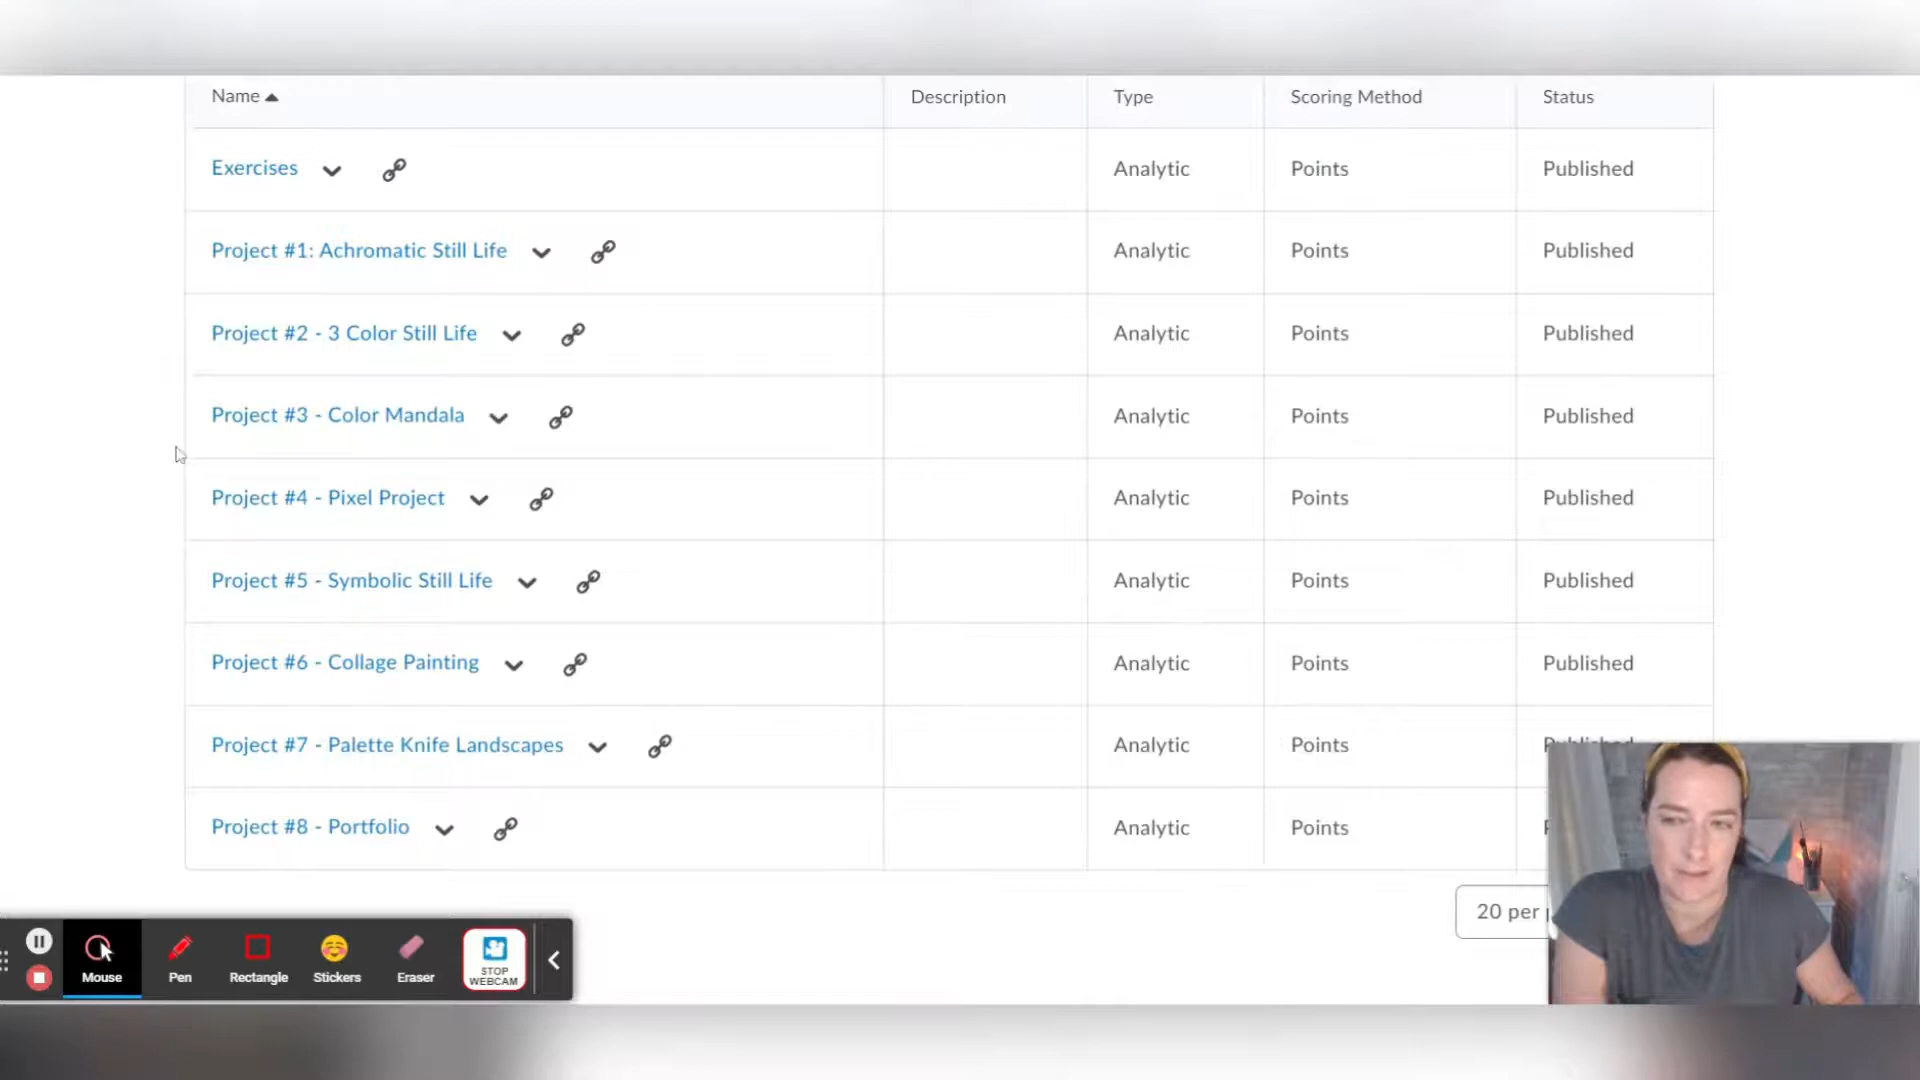 Name Description Type Scoring Method Status
Exercises Analytic Points Published
Project #1: Achromatic Still Life Analytic Points Published
Project #2 - 3 Color Still Life Analytic Points Published
Project #3 - Color Mandala Analytic Points Published
Project #4 - Pixel Project Analytic Points Published
Project #5 - Symbolic Still Life Analytic Points Published
Project #6 - Collage Painting Analytic Points Published
Project #7 - Palette Knife Landscapes Analytic Points
Project #8 - Portfolio Analytic Points
20 per
Mouse Pen Rectangle Stickers Eraser STOP WEBCAM